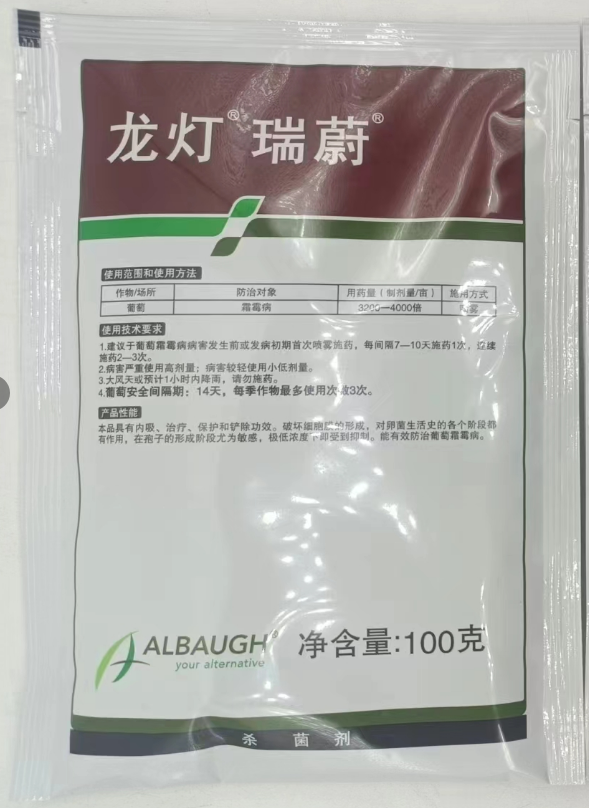 龙灯® 瑞蔚®
使用范围和使用方法
作物/场所 防治对象 用药量（制剂量/亩） 施用方式
葡萄 霜霉病 3200—4000倍 喷雾
使用技术要求
1.建议于葡萄霜霉病病害发生前或发病初期首次喷雾施药，每间隔7—10天施药1次，连续
施药2—3次。
2.病害严重使用高剂量；病害较轻使用小低剂量。
3.大风天或预计1小时内降雨，请勿施药。
4.葡萄安全间隔期：14天，每季作物最多使用次数3次。
产品性能
本品具有内吸、治疗、保护和铲除功效。破坏细胞膜的形成，对卵菌生活史的各个阶段都
有作用，在孢子的形成阶段尤为敏感，极低浓度下即受到抑制。能有效防治葡萄霜霉病。
ALBAUGH®
your alternative
净含量:100克
杀菌剂